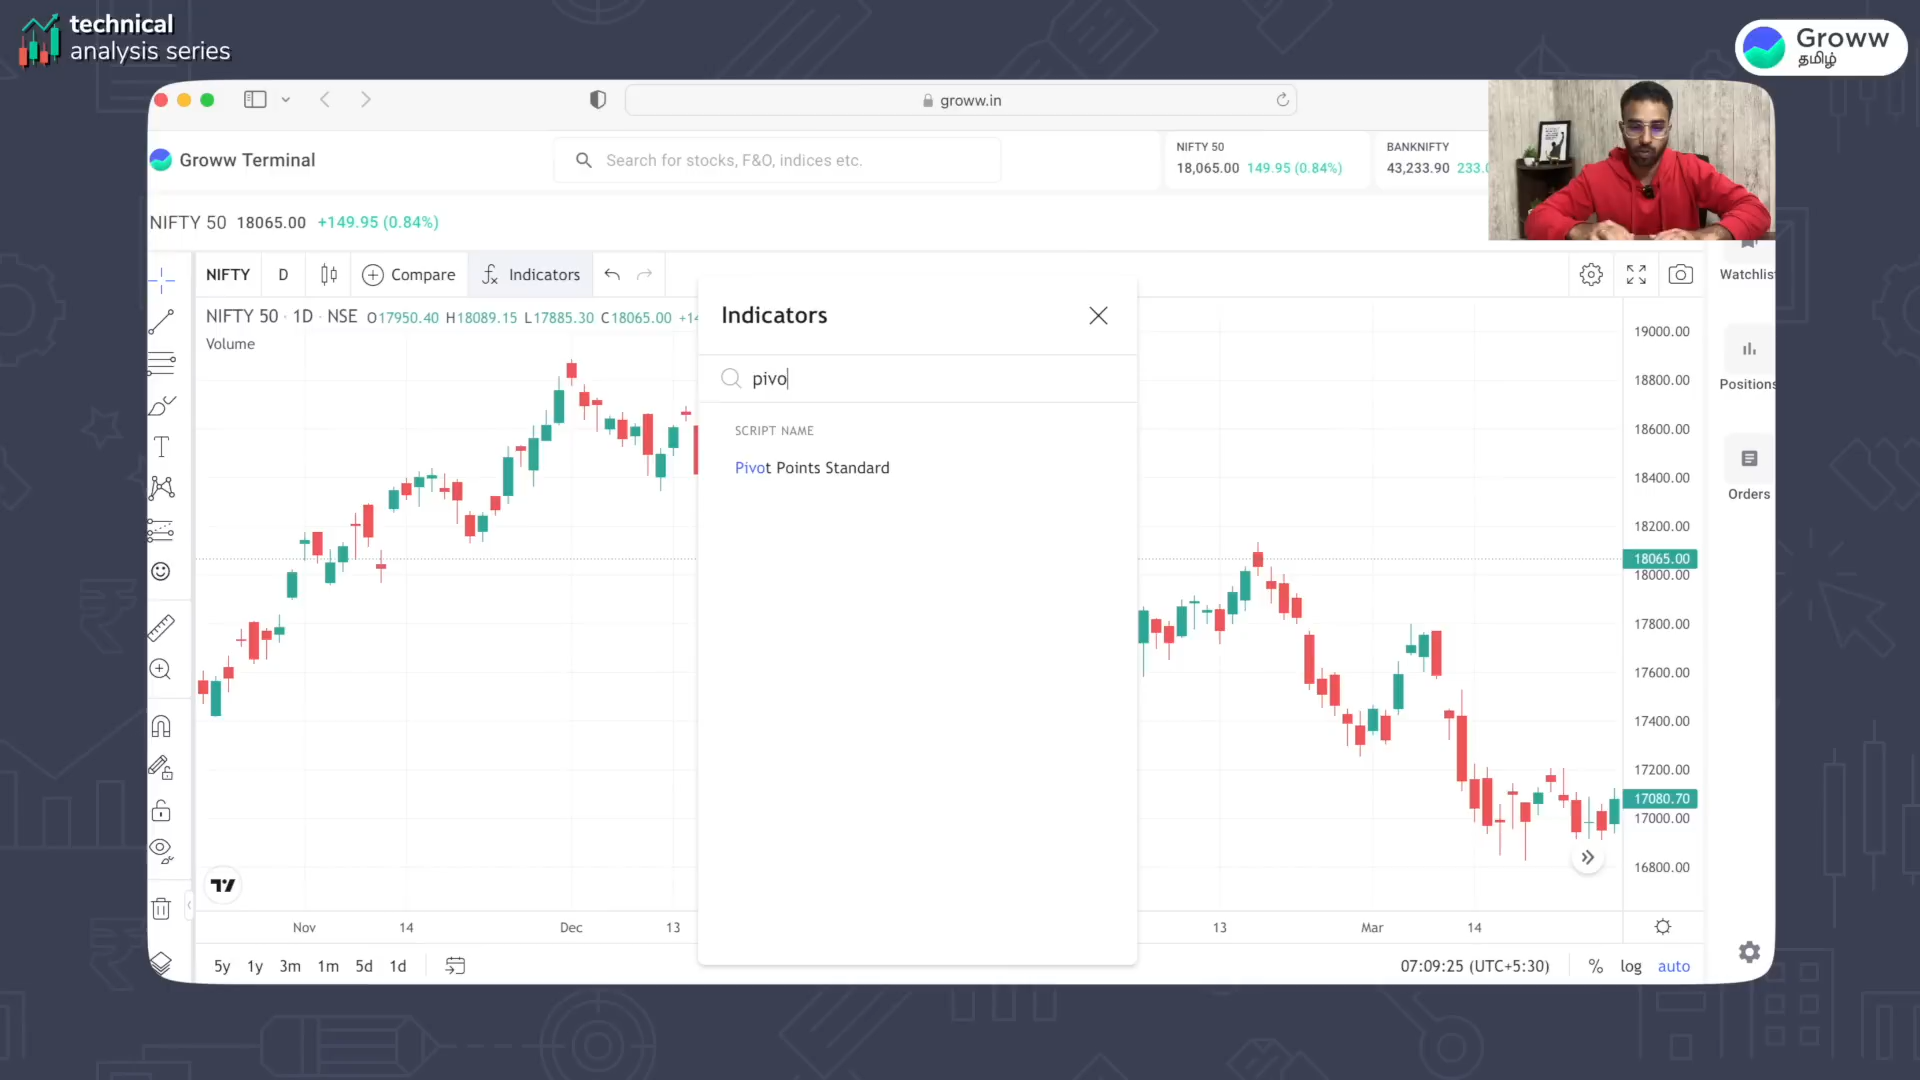 technical
analysis series
Groww
தமிழ்
groww.in
Groww Terminal
Search for stocks, F&O, indices etc.
NIFTY 50
18,065.00 149.95 (0.84%)
BANKNIFTY
43,233.90 233.0
NIFTY 50 18065.00 +149.95 (0.84%)
NIFTY D Compare Indicators
Watchlist
NIFTY 50 · 1D · NSE O17950.40 H18089.15 L17885.30 C18065.00 +14
Volume
Indicators
pivo
SCRIPT NAME
Pivot Points Standard
Positions
Orders
19000.00
18800.00
18600.00
18400.00
18200.00
18065.00
18000.00
17800.00
17600.00
17400.00
17200.00
17080.70
17000.00
16800.00
Nov 14 Dec 13 13 Mar 14
5y 1y 3m 1m 5d 1d
07:09:25 (UTC+5:30) % log auto